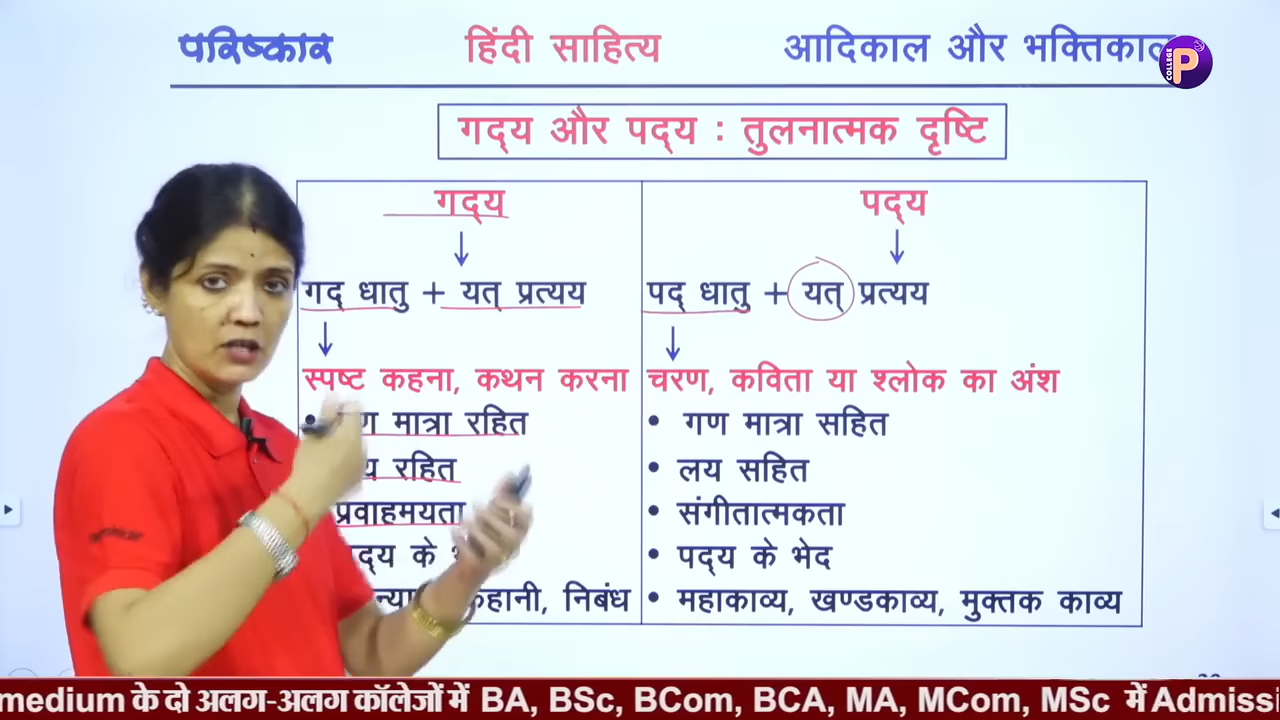 परिष्कार हिंदी साहित्य आदिकाल और भक्तिकाल
COLLEGE P
गद्य और पद्य : तुलनात्मक दृष्टि
गद्य
पद्य
गद् धातु + यत् प्रत्यय
पद् धातु + यत् प्रत्यय
स्पष्ट कहना, कथन करना
चरण, कविता या श्लोक का अंश
मात्रा रहित
• गण मात्रा सहित
रहित
• लय सहित
प्रवाहमयता
• संगीतात्मकता
के
• पद्य के भेद
कहानी, निबंध
• महाकाव्य, खण्डकाव्य, मुक्तक काव्य
medium के दो अलग-अलग कॉलेजों में BA, BSc, BCom, BCA, MA, MCom, MSc में Admissi